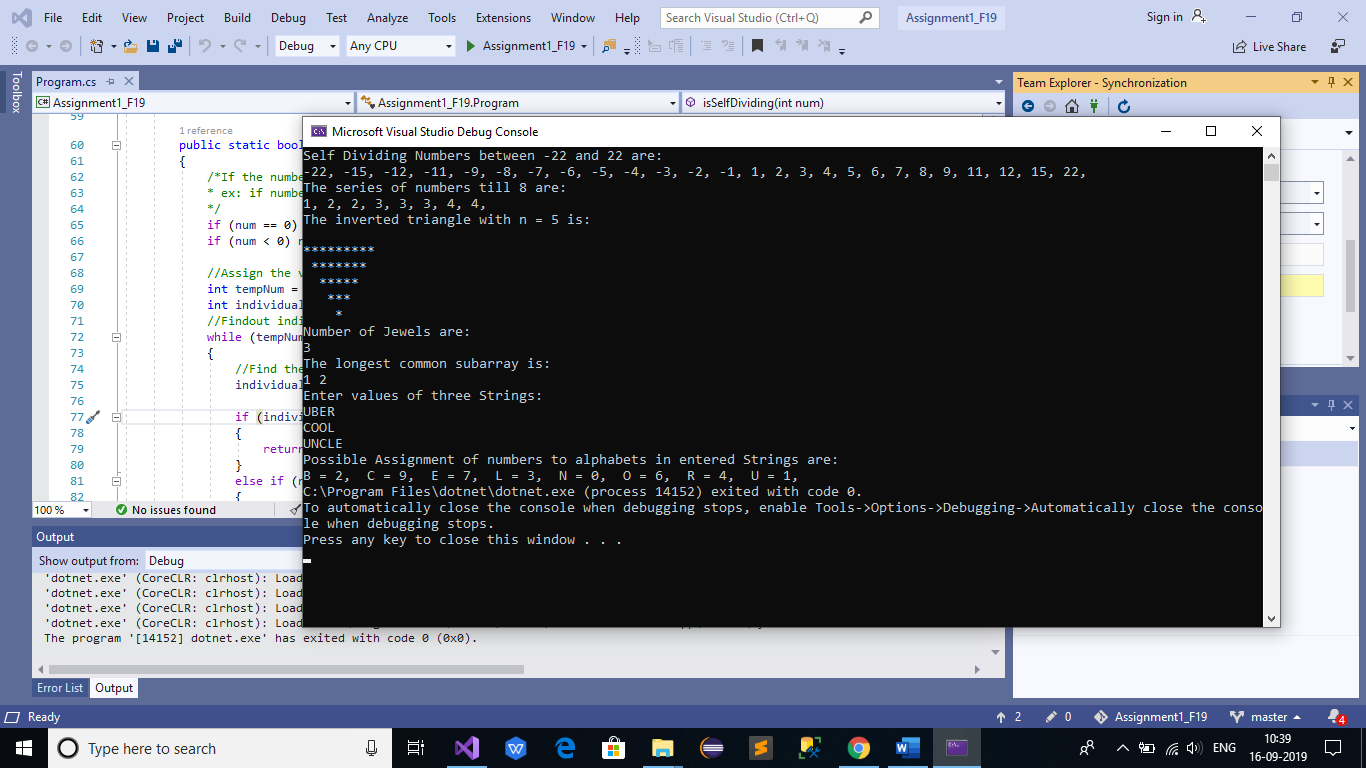 File Edit View Project Build Debug Test Analyze Tools Extensions Window Help Search Visual Studio (Ctrl+Q) Assignment1_F19 Sign in
Debug Any CPU Assignment1_F19 Live Share
Toolbox
Program.cs
C# Assignment1_F19 Assignment1_F19.Program isSelfDividing(int num)
Team Explorer - Synchronization
59
1 reference
60 public static bool
61 {
62 /*If the numbe
63 * ex: if number
64 */
65 if (num == 0)
66 if (num < 0) r
67
68 //Assign the v
69 int tempNum =
70 int individual
71 //Findout indi
72 while (tempNum
73 {
74 //Find the
75 individual
76
77 if (indivi
78 {
79 return
80 }
81 else if (n
82 {
100 % No issues found
Microsoft Visual Studio Debug Console
Self Dividing Numbers between -22 and 22 are:
-22, -15, -12, -11, -9, -8, -7, -6, -5, -4, -3, -2, -1, 1, 2, 3, 4, 5, 6, 7, 8, 9, 11, 12, 15, 22,
The series of numbers till 8 are:
1, 2, 2, 3, 3, 3, 4, 4,
The inverted triangle with n = 5 is:
*********
*******
*****
***
*
Number of Jewels are:
3
The longest common subarray is:
1 2
Enter values of three Strings:
UBER
COOL
UNCLE
Possible Assignment of numbers to alphabets in entered Strings are:
B = 2, C = 9, E = 7, L = 3, N = 0, O = 6, R = 4, U = 1,
C:\Program Files\dotnet\dotnet.exe (process 14152) exited with code 0.
To automatically close the console when debugging stops, enable Tools->Options->Debugging->Automatically close the conso
le when debugging stops.
Press any key to close this window . . .
Output
Show output from: Debug
'dotnet.exe' (CoreCLR: clrhost): Load
'dotnet.exe' (CoreCLR: clrhost): Load
'dotnet.exe' (CoreCLR: clrhost): Load
'dotnet.exe' (CoreCLR: clrhost): Load
The program '[14152] dotnet.exe' has exited with code 0 (0x0).
Error List Output
Ready 2 0 Assignment1_F19 master 4
Type here to search ENG 10:39
16-09-2019